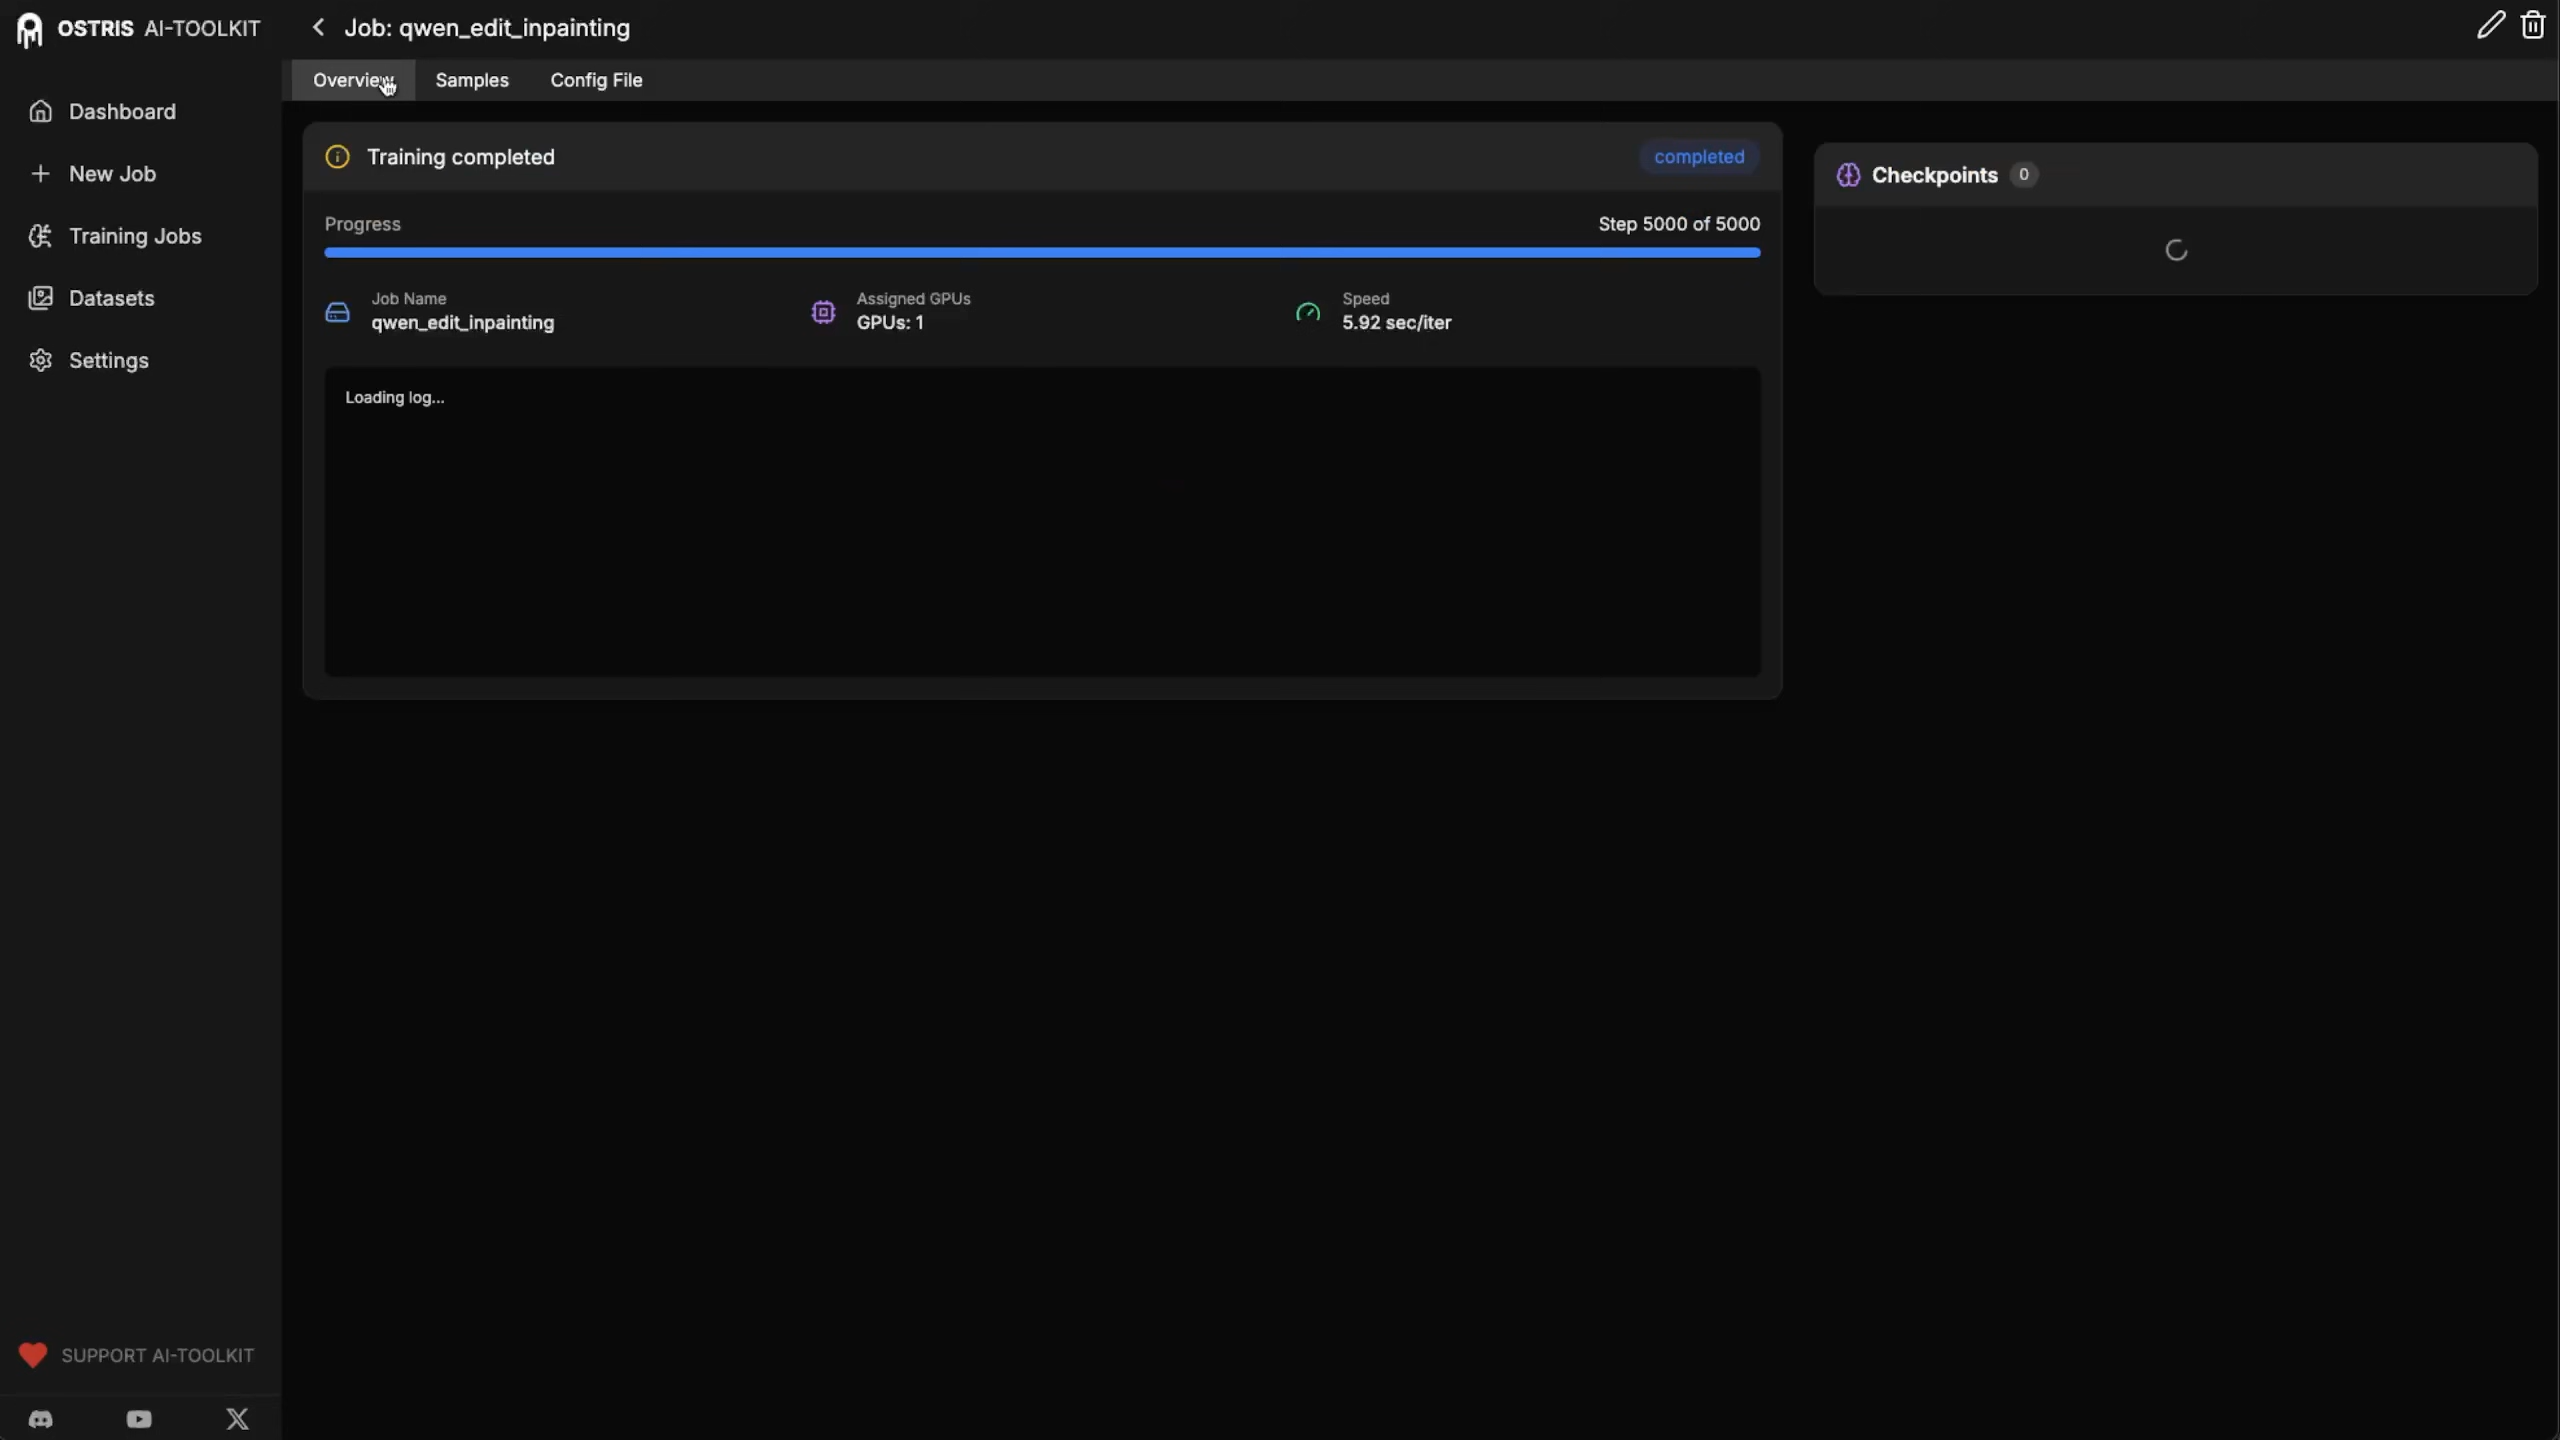 OSTRIS AI-TOOLKIT
Job: qwen_edit_inpainting
Overview Samples Config File
Dashboard
New Job
Training Jobs
Datasets
Settings
Training completed completed
Progress Step 5000 of 5000
Job Name
qwen_edit_inpainting
Assigned GPUs
GPUs: 1
Speed
5.92 sec/iter
Loading log...
Checkpoints 0
SUPPORT AI-TOOLKIT